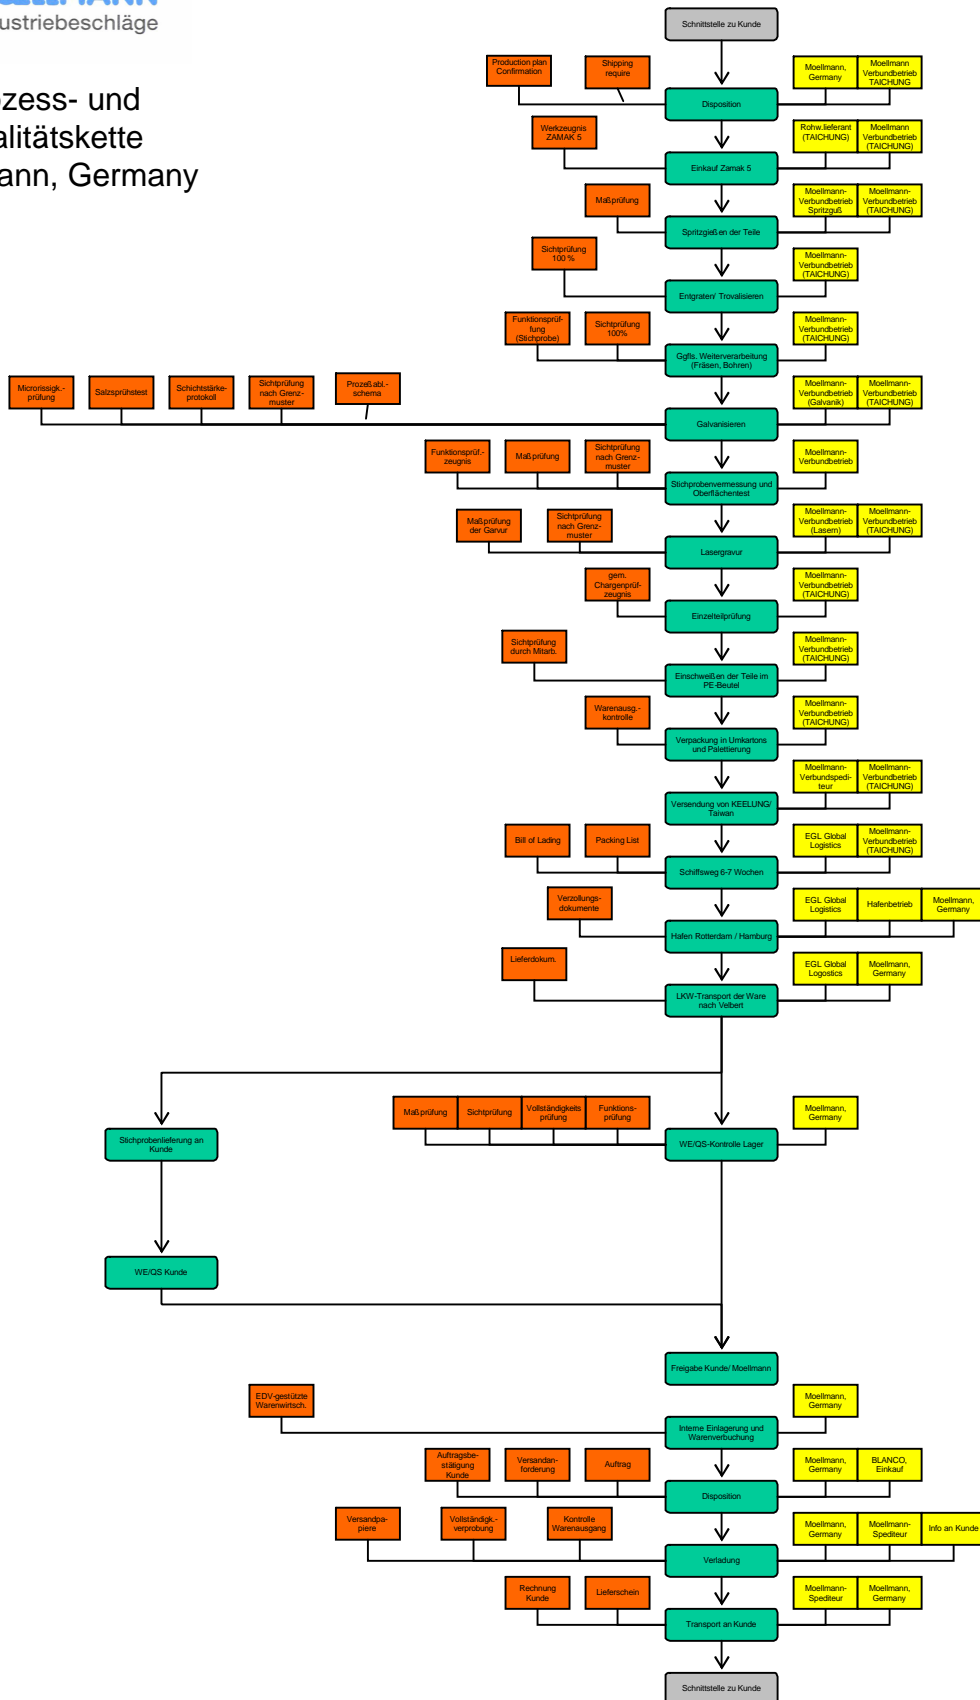 ustriebeschläge
zess- und
alitätskette
ann, Germany
Schnittstelle zu Kunde
Production plan
Confirmation
Shipping
require
Moellmann,
Germany
Moellmann
Verbundbetrieb
TAICHUNG
Disposition
Werkzeugnis
ZAMAK 5
Rohw.lieferant
(TAICHUNG)
Moellmann
Verbundbetrieb
(TAICHUNG)
Einkauf Zamak 5
Maßprüfung
Moellmann-
Verbundbetrieb
Spritzguß
Moellmann-
Verbundbetrieb
(TAICHUNG)
Spritzgießen der Teile
Sichtprüfung
100 %
Moellmann-
Verbundbetrieb
(TAICHUNG)
Entgraten/ Trovalisieren
Funktionsprüf-
fung
(Stichprobe)
Sichtprüfung
100%
Moellmann-
Verbundbetrieb
(TAICHUNG)
Ggfls. Weiterverarbeitung
(Fräsen, Bohren)
Microrissigk.-
prüfung
Salzsprühstest
Schichtstärke-
protokoll
Sichtprüfung
nach Grenz-
muster
Prozeßabl.-
schema
Moellmann-
Verbundbetrieb
(Galvanik)
Moellmann-
Verbundbetrieb
(TAICHUNG)
Galvanisieren
Funktionsprüf.-
zeugnis
Maßprüfung
Sichtprüfung
nach Grenz-
muster
Moellmann-
Verbundbetrieb
Stichprobenvermessung und
Oberflächentest
Maßprüfung
der Garvur
Sichtprüfung
nach Grenz-
muster
Moellmann-
Verbundbetrieb
(Lasern)
Moellmann-
Verbundbetrieb
(TAICHUNG)
Lasergravur
gem.
Chargenprüf-
zeugnis
Moellmann-
Verbundbetrieb
(TAICHUNG)
Einzelteilprüfung
Sichtprüfung
durch Mitarb.
Moellmann-
Verbundbetrieb
(TAICHUNG)
Einschweißen der Teile im
PE-Beutel
Warenausg.-
kontrolle
Moellmann-
Verbundbetrieb
(TAICHUNG)
Verpackung in Umkartons
und Palettierung
Moellmann-
Verbundspedi-
teur
Moellmann-
Verbundbetrieb
(TAICHUNG)
Versendung von KEELUNG/
Taiwan
Bill of Lading
Packing List
EGL Global
Logistics
Moellmann-
Verbundbetrieb
(TAICHUNG)
Schiffsweg 6-7 Wochen
Verzollungs-
dokumente
EGL Global
Logistics
Hafenbetrieb
Moellmann,
Germany
Hafen Rotterdam / Hamburg
Lieferdokum.
EGL Global
Logostics
Moellmann,
Germany
LKW-Transport der Ware
nach Velbert
Maßprüfung
Sichtprüfung
Vollständigkeits
prüfung
Funktions-
prüfung
Moellmann,
Germany
Stichprobenlieferung an
Kunde
WE/QS-Kontrolle Lager
WE/QS Kunde
Freigabe Kunde/ Moellmann
EDV-gestützte
Warenwirtsch.
Moellmann,
Germany
Interne Einlagerung und
Warenverbuchung
Auftragsbe-
stätigung
Kunde
Versandan-
forderung
Auftrag
Moellmann,
Germany
BLANCO,
Einkauf
Disposition
Versandpa-
piere
Vollständigk.-
verprobung
Kontrolle
Warenausgang
Moellmann,
Germany
Moellmann-
Spediteur
Info an Kunde
Verladung
Rechnung
Kunde
Lieferschein
Moellmann-
Spediteur
Moellmann,
Germany
Transport an Kunde
Schnittstelle zu Kunde